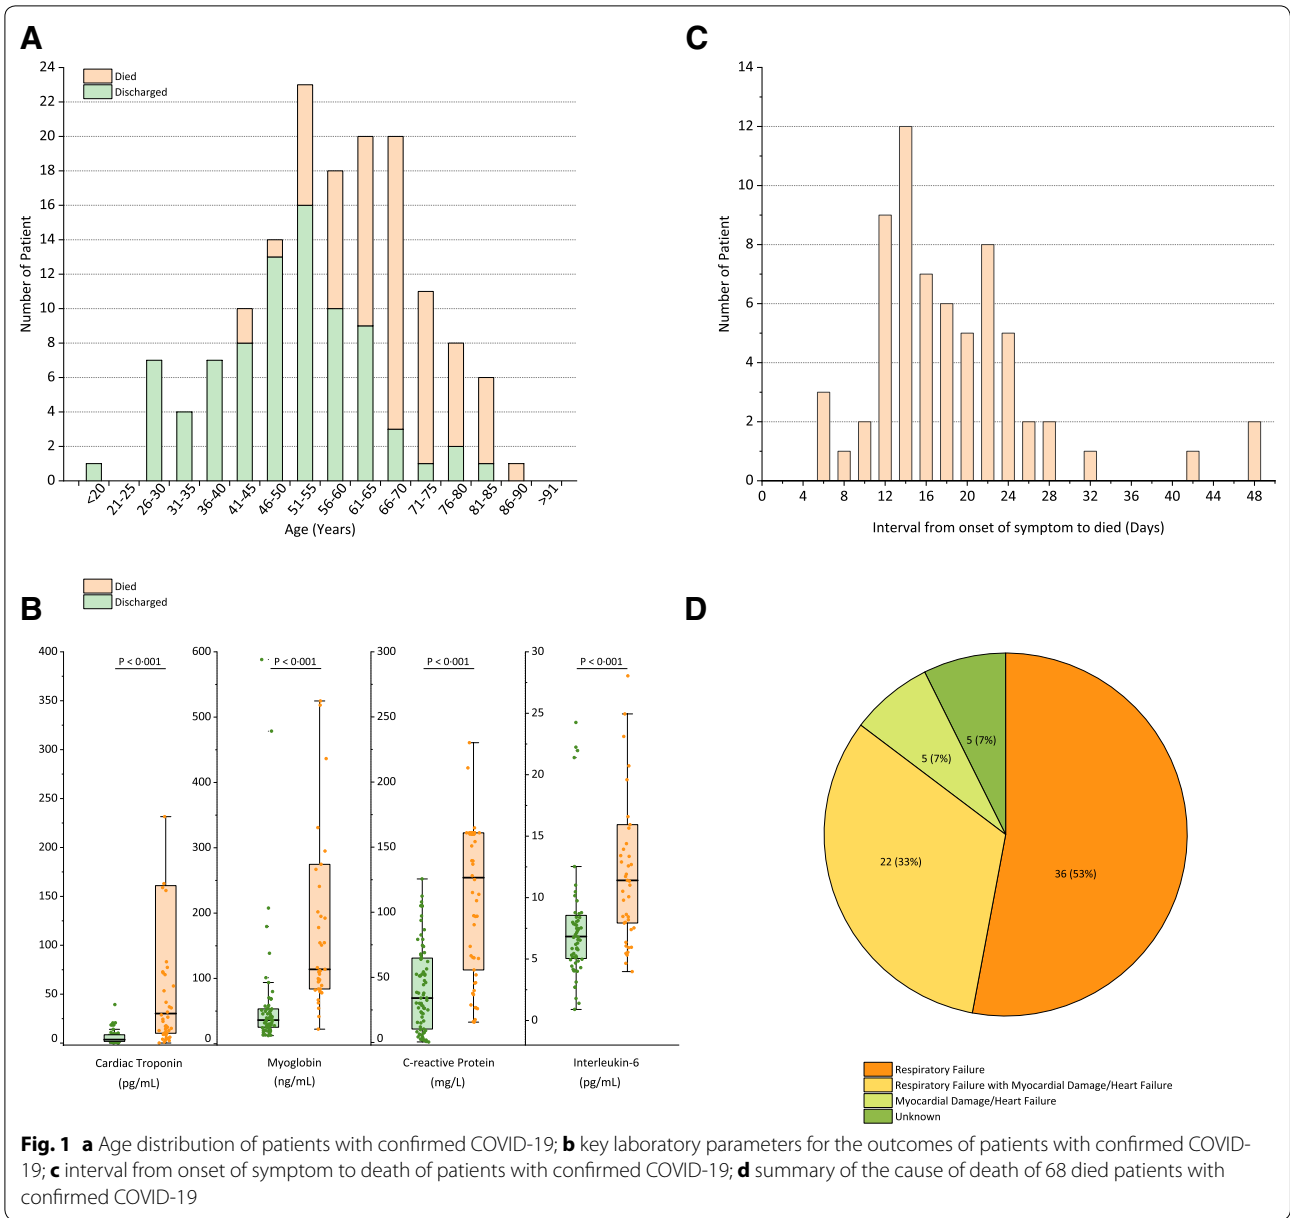 A
Died
Discharged
24
22
20
18
16
14
12
10
8
6
4
2
0
Number of Patient
<20
21-25
26-30
31-35
36-40
41-45
46-50
51-55
56-60
61-65
66-70
71-75
76-80
81-85
86-90
>91
Age (Years)
C
14
12
10
8
6
4
2
0
Number of Patient
0 4 8 12 16 20 24 28 32 36 40 44 48
Interval from onset of symptom to died (Days)
B
Died
Discharged
400
350
300
250
200
150
100
50
0
P < 0·001
Cardiac Troponin
(pg/mL)
600
500
400
300
200
100
0
P < 0·001
Myoglobin
(ng/mL)
300
250
200
150
100
50
0
P < 0·001
C-reactive Protein
(mg/L)
30
25
20
15
10
5
0
P < 0·001
Interleukin-6
(pg/mL)
D
5 (7%)
5 (7%)
22 (33%)
36 (53%)
Respiratory Failure
Respiratory Failure with Myocardial Damage/Heart Failure
Myocardial Damage/Heart Failure
Unknown
Fig. 1 a Age distribution of patients with confirmed COVID-19; b key laboratory parameters for the outcomes of patients with confirmed COVID-
19; c interval from onset of symptom to death of patients with confirmed COVID-19; d summary of the cause of death of 68 died patients with
confirmed COVID-19